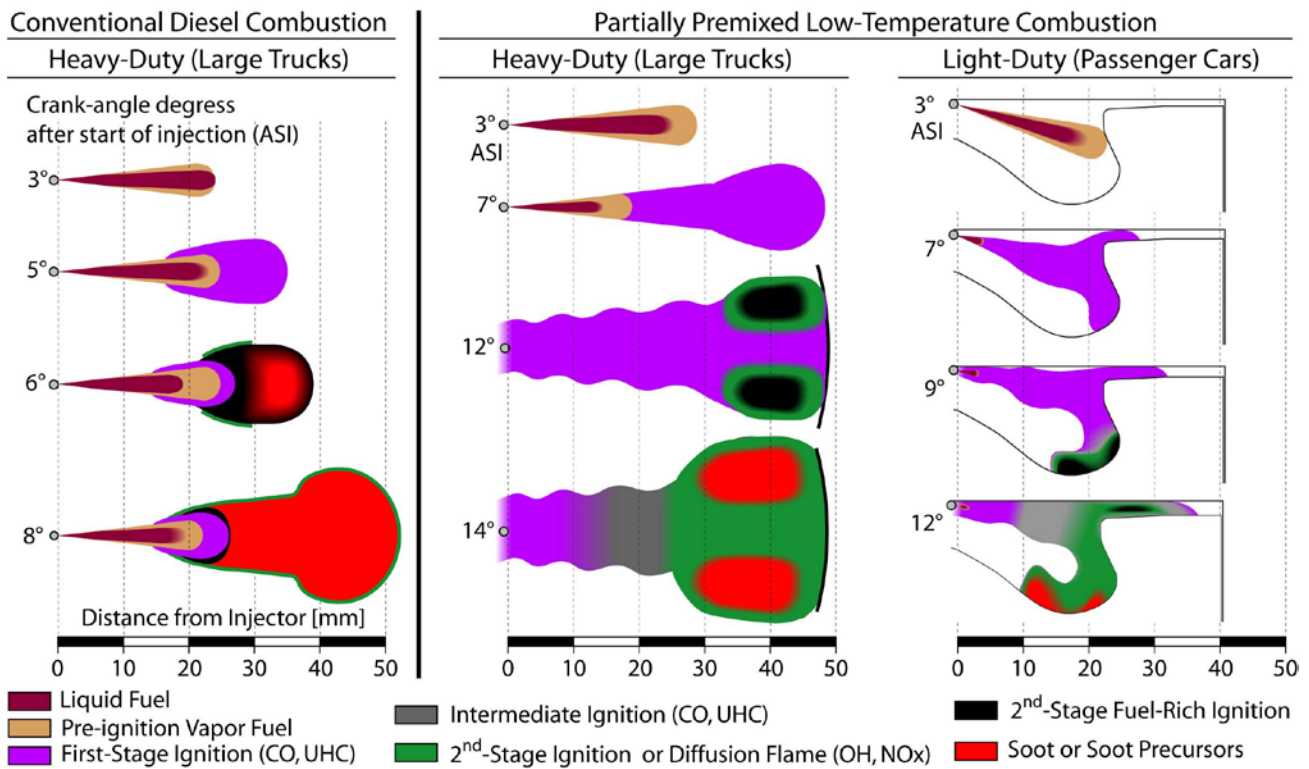 Conventional Diesel Combustion
Heavy-Duty (Large Trucks)
Crank-angle degress
after start of injection (ASI)
3°
5°
6°
8°
Distance from Injector [mm]
0 10 20 30 40 50
Partially Premixed Low-Temperature Combustion
Heavy-Duty (Large Trucks)
3°
ASI
7°
12°
14°
0 10 20 30 40 50
Light-Duty (Passenger Cars)
3°
ASI
7°
9°
12°
0 10 20 30 40 50
Liquid Fuel
Pre-ignition Vapor Fuel
First-Stage Ignition (CO, UHC)
Intermediate Ignition (CO, UHC)
2nd-Stage Ignition or Diffusion Flame (OH, NOx)
2nd-Stage Fuel-Rich Ignition
Soot or Soot Precursors